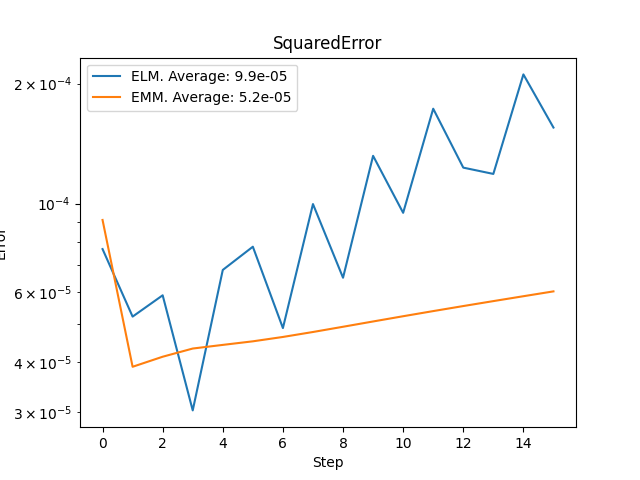 SquaredError
ELM. Average: 9.9e-05
EMM. Average: 5.2e-05
2 × 10⁻⁴
10⁻⁴
6 × 10⁻⁵
4 × 10⁻⁵
3 × 10⁻⁵
Error
0 2 4 6 8 10 12 14
Step